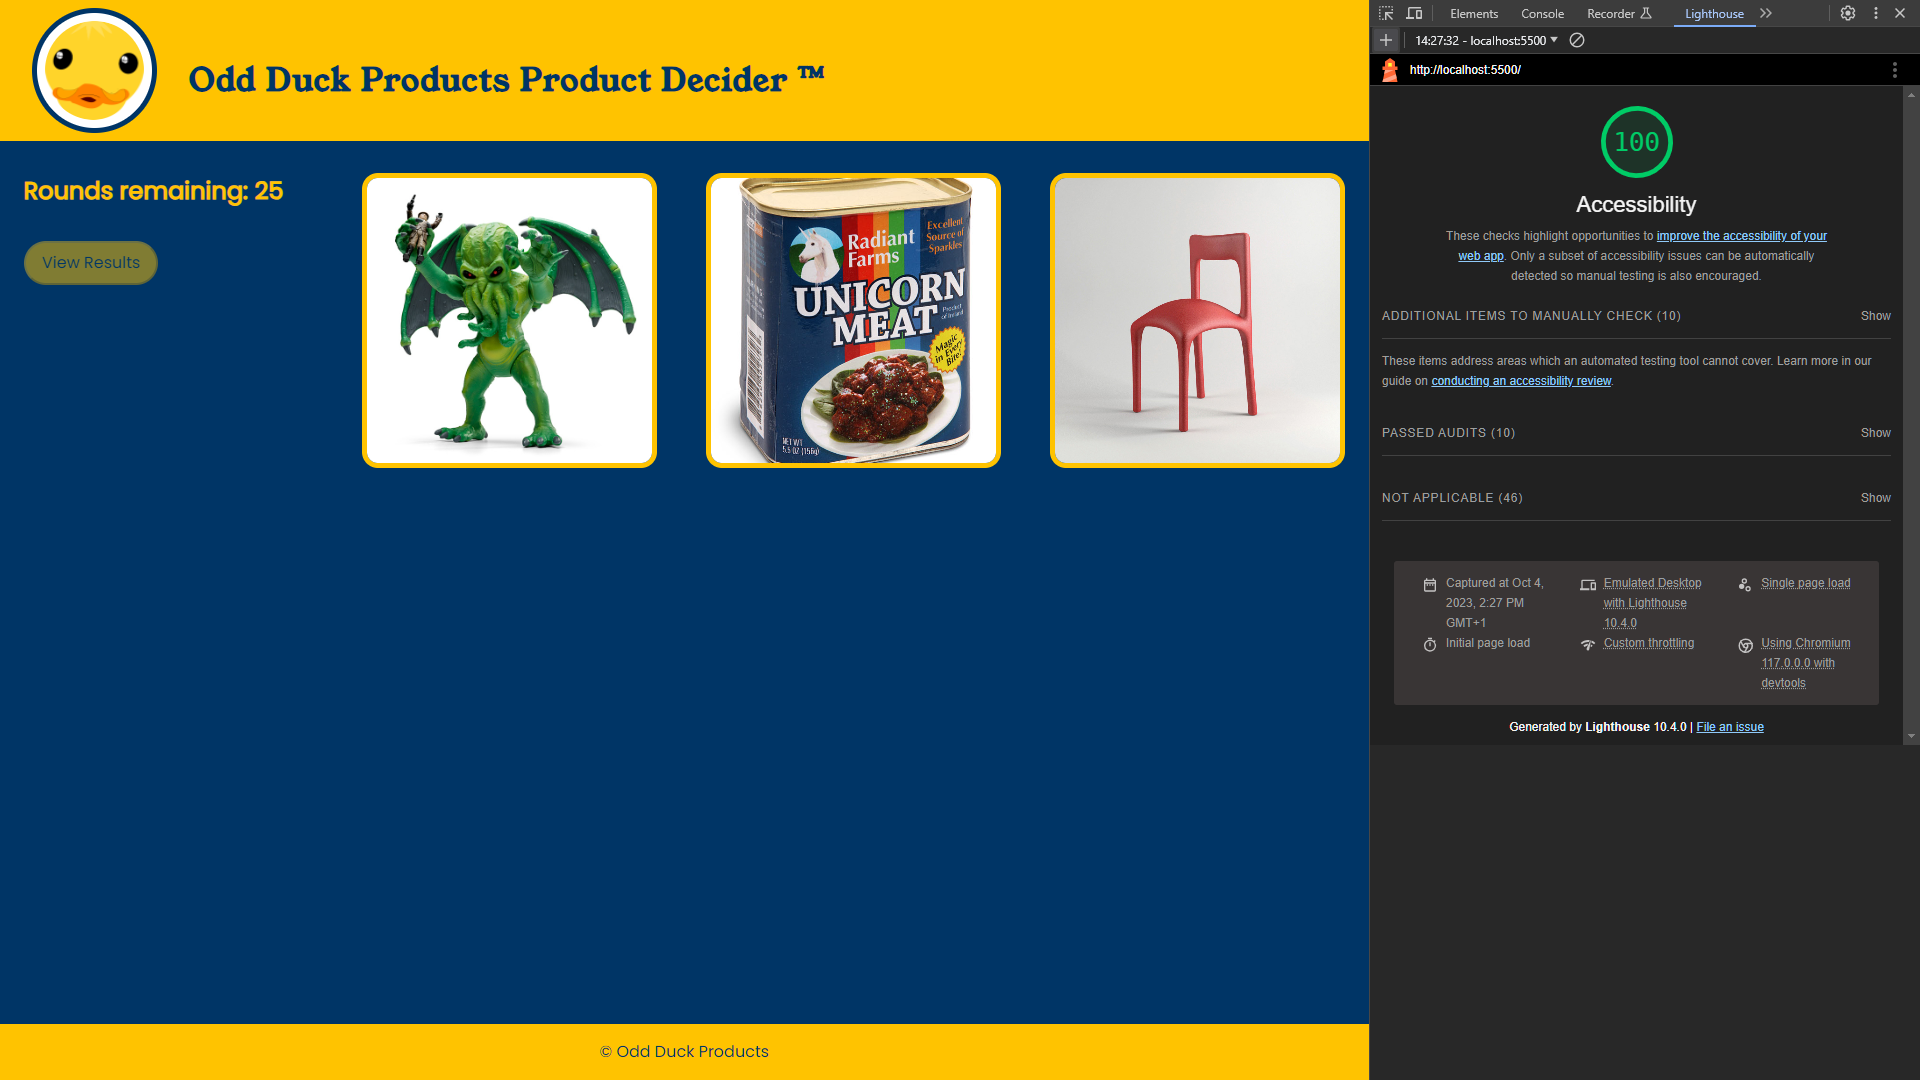 Odd Duck Products Product Decider ™
Rounds remaining: 25
View Results
Radiant
Farms
Excellent
Source of
Sparkles
UNICORN
MEAT
Product
of Ireland
Magic
in Every
Bite!
NET WT
5.5 OZ (156g)
© Odd Duck Products
Elements Console Recorder Lighthouse
14:27:32 - localhost:5500
http://localhost:5500/
100
Accessibility
These checks highlight opportunities to improve the accessibility of your
web app. Only a subset of accessibility issues can be automatically
detected so manual testing is also encouraged.
ADDITIONAL ITEMS TO MANUALLY CHECK (10) Show
These items address areas which an automated testing tool cannot cover. Learn more in our
guide on conducting an accessibility review.
PASSED AUDITS (10) Show
NOT APPLICABLE (46) Show
Captured at Oct 4,
2023, 2:27 PM
GMT+1
Emulated Desktop
with Lighthouse
10.4.0
Single page load
Initial page load
Custom throttling
Using Chromium
117.0.0.0 with
devtools
Generated by Lighthouse 10.4.0 | File an issue